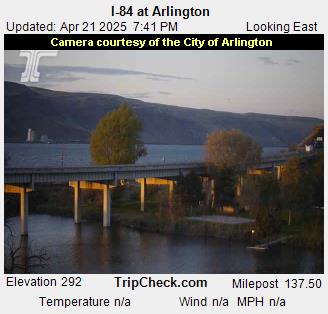 I-84 at Arlington
Updated: Apr 21 2025 7:41 PM Looking East
Camera courtesy of the City of Arlington
Elevation 292 TripCheck.com Milepost 137.50
Temperature n/a Wind n/a MPH n/a